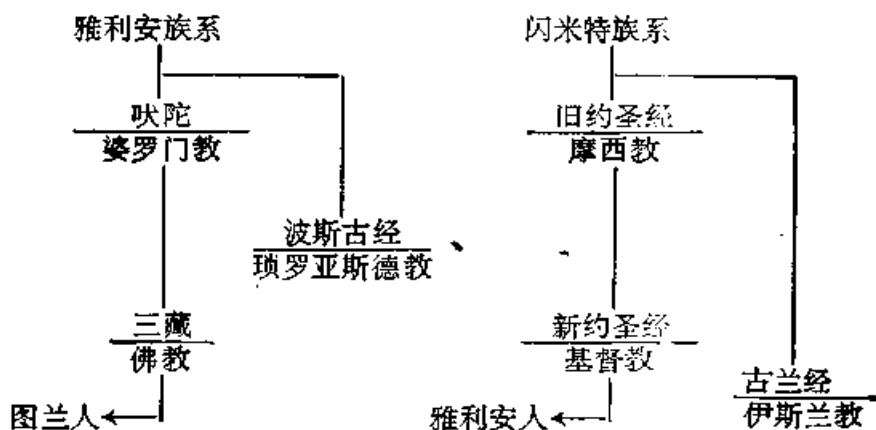 雅利安族系
闪米特族系
吠陀
婆罗门教
旧约圣经
摩西教
波斯古经
琐罗亚斯德教
三藏
佛教
新约圣经
基督教
古兰经
伊斯兰教
图兰人
雅利安人